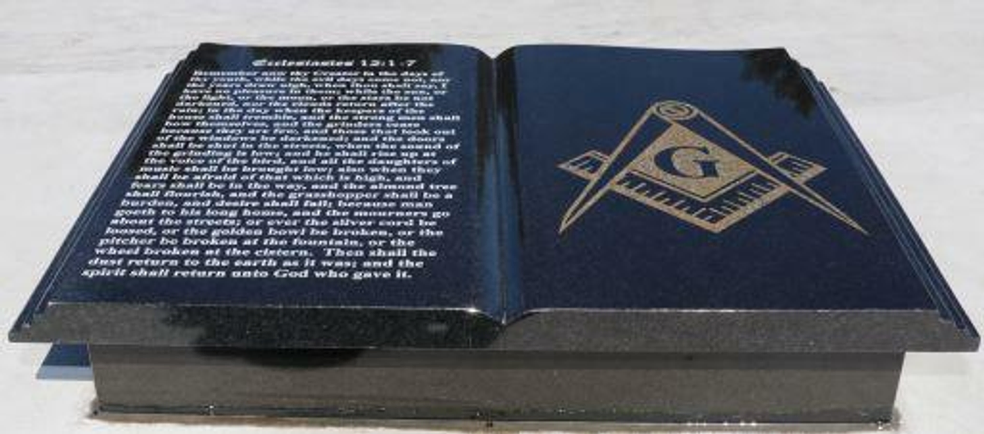 Ecclesiastes 12:1-7
Remember now thy Creator in the days of
thy youth, while the evil days come not, nor
the years draw nigh, when thou shalt say, I
have no pleasure in them; while the sun, or
the light, or the moon, or the stars be not
darkened, nor the clouds return after the
rain; in the day when the keepers of the
house shall tremble, and the strong men shall
bow themselves, and the grinders cease
because they are few, and those that look out
of the windows be darkened; and the doors
shall be shut in the streets, when the sound of
the grinding is low; and he shall rise up at
the voice of the bird, and all the daughters of
music shall be brought low; also when they
shall be afraid of that which is high, and
fears shall be in the way, and the almond tree
shall flourish, and the grasshopper shall be a
burden, and desire shall fail; because man
goeth to his long home, and the mourners go
about the streets; or ever the silver cord be
loosed, or the golden bowl be broken, or the
pitcher be broken at the fountain, or the
wheel broken at the cistern. Then shall the
dust return to the earth as it was; and the
spirit shall return unto God who gave it.
G